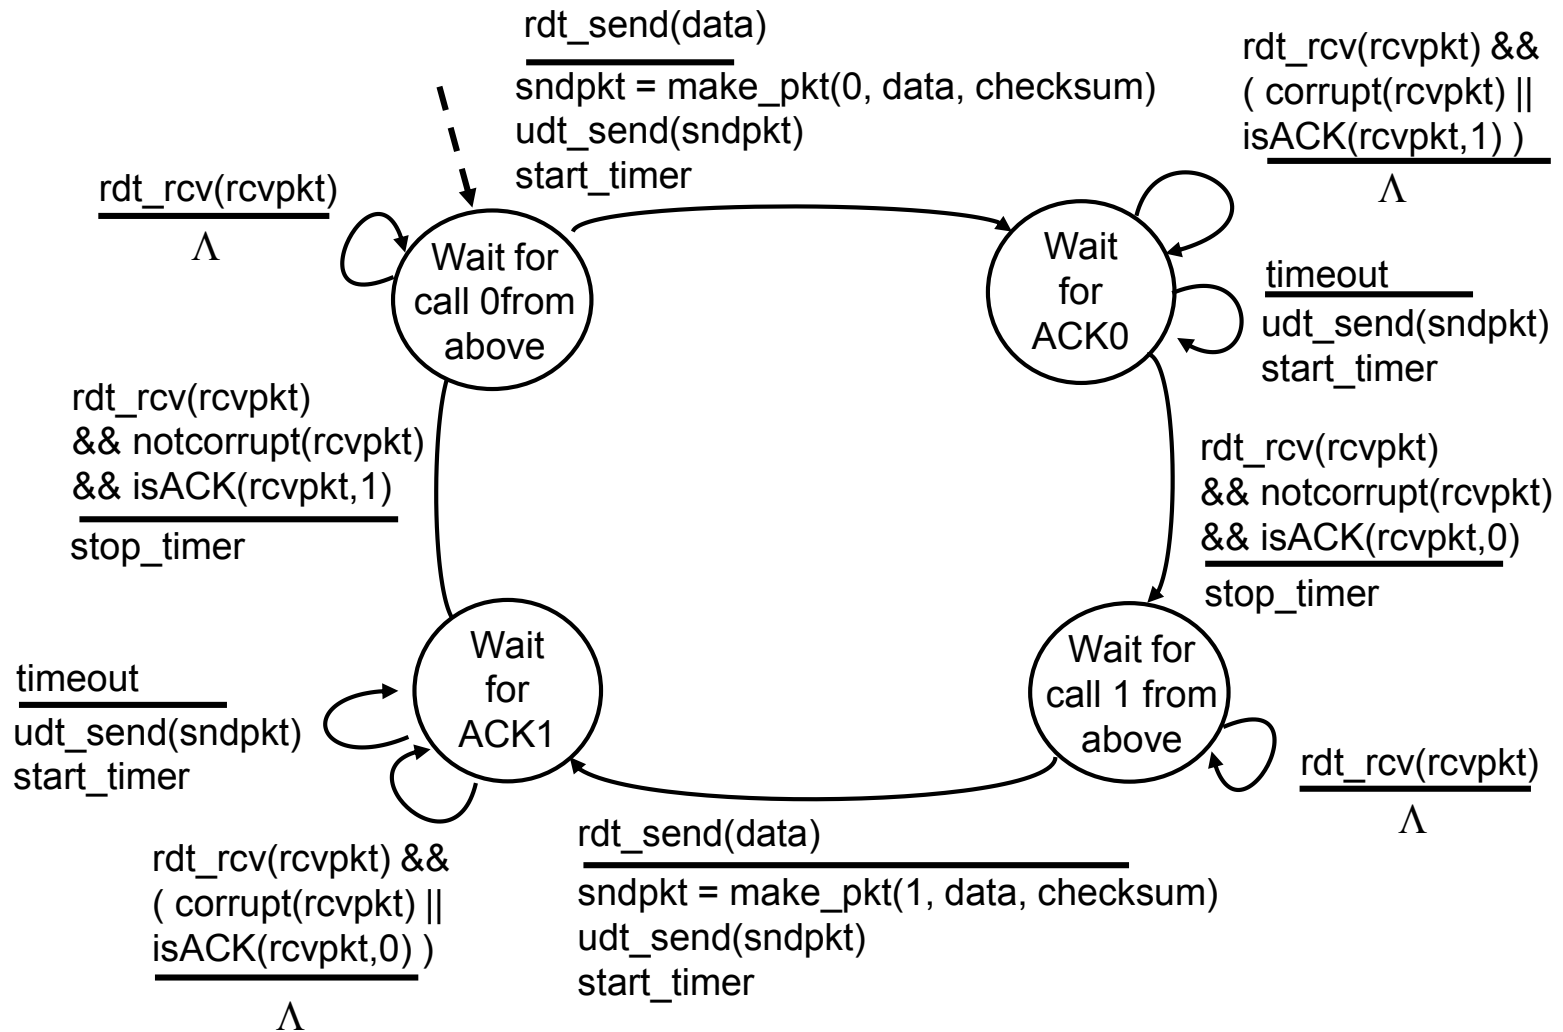 rdt_send(data)
sndpkt = make_pkt(0, data, checksum)
udt_send(sndpkt)
start_timer
rdt_rcv(rcvpkt) &&
( corrupt(rcvpkt) ||
isACK(rcvpkt,1) )
Λ
rdt_rcv(rcvpkt)
Λ
Wait for
call 0from
above
Wait
for
ACK0
timeout
udt_send(sndpkt)
start_timer
rdt_rcv(rcvpkt)
&& notcorrupt(rcvpkt)
&& isACK(rcvpkt,1)
stop_timer
rdt_rcv(rcvpkt)
&& notcorrupt(rcvpkt)
&& isACK(rcvpkt,0)
stop_timer
Wait
for
ACK1
Wait for
call 1 from
above
timeout
udt_send(sndpkt)
start_timer
rdt_rcv(rcvpkt)
Λ
rdt_rcv(rcvpkt) &&
( corrupt(rcvpkt) ||
isACK(rcvpkt,0) )
Λ
rdt_send(data)
sndpkt = make_pkt(1, data, checksum)
udt_send(sndpkt)
start_timer